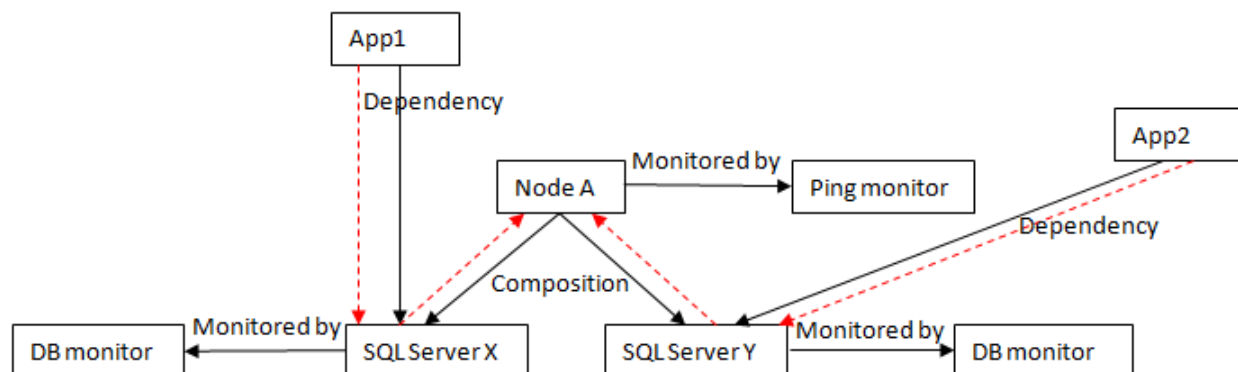 App1
Dependency
App2
Monitored by
Node A
Ping monitor
Dependency
Composition
Monitored by
Monitored by
DB monitor
SQL Server X
SQL Server Y
DB monitor